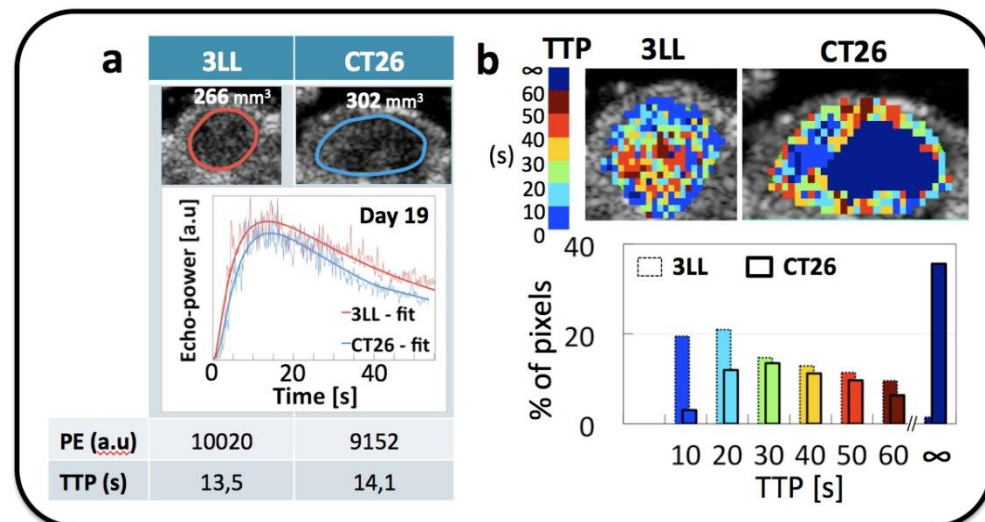 a
3LL CT26
266 mm³ 302 mm³
Day 19
Echo-power [a.u]
3LL - fit
CT26 - fit
0 20 40
Time [s]
PE (a.u) 10020 9152
TTP (s) 13,5 14,1
b
TTP 3LL CT26
∞
60
50
40
30
20
10
0
(s)
40
20
0
% of pixels
3LL CT26
10 20 30 40 50 60 // ∞
TTP [s]